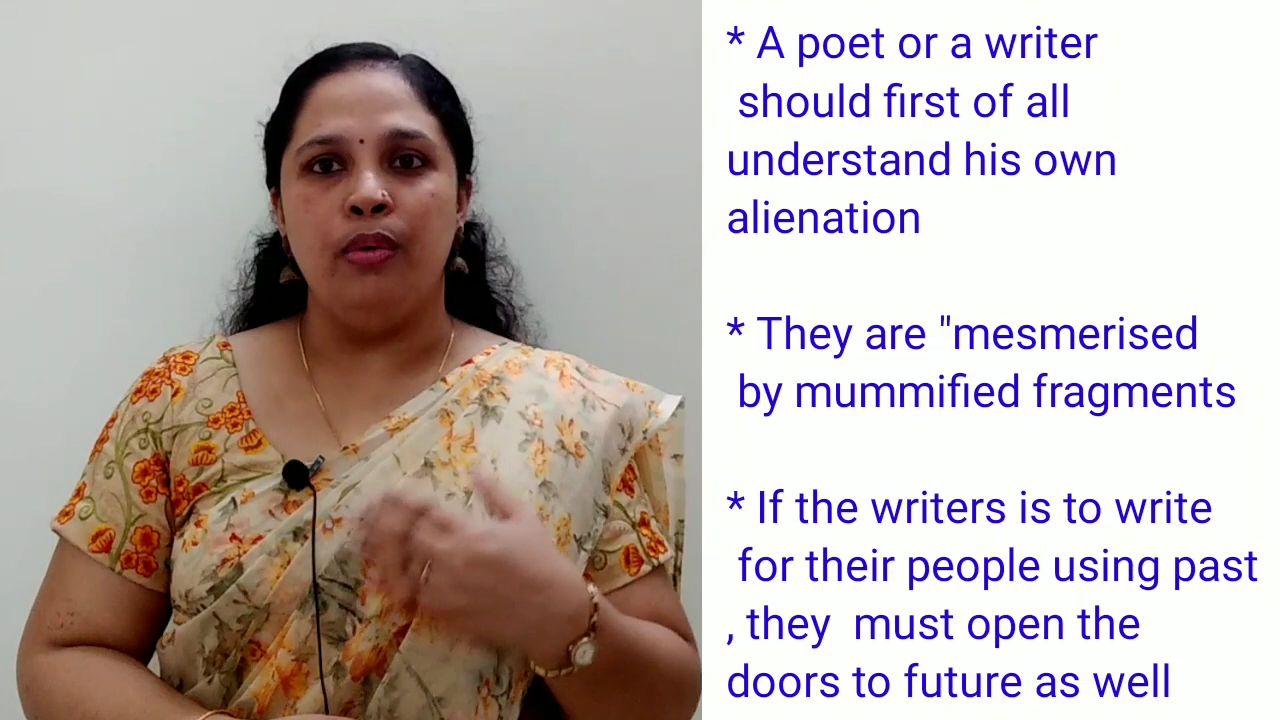 * A poet or a writer
should first of all
understand his own
alienation
* They are "mesmerised
by mummified fragments
* If the writers is to write
for their people using past
, they  must open the
doors to future as well